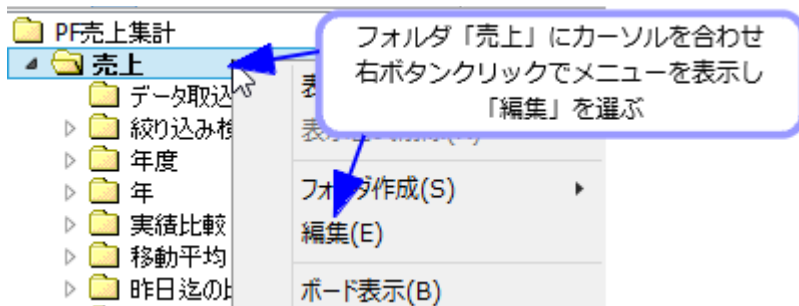 PF売上集計
売上
データ取込
絞り込み検
年度
年
実績比較
移動平均
昨日迄の比
フォルダ「売上」にカーソルを合わせ
右ボタンクリックでメニューを表示し
「編集」を選ぶ
表
フォルダ作成(S)
編集(E)
ボード表示(B)